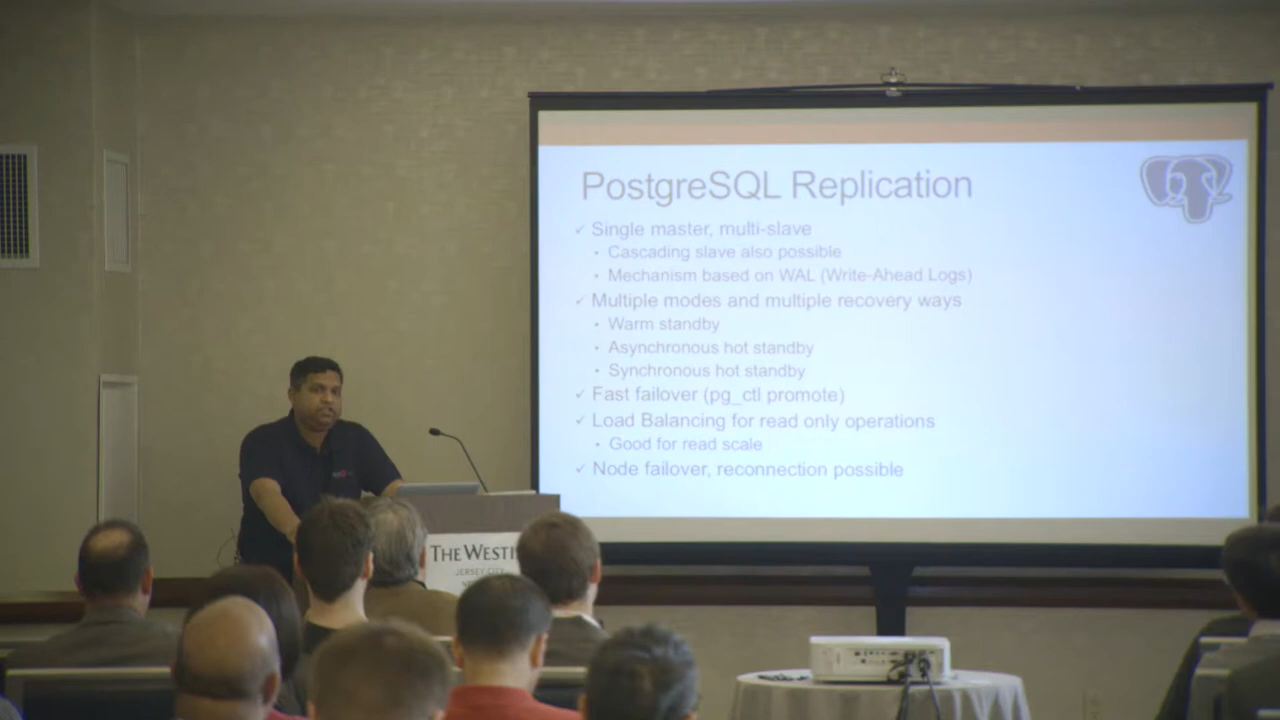 PostgreSQL Replication
✓ Single master, multi-slave
• Cascading slave also possible
• Mechanism based on WAL (Write-Ahead Logs)
✓ Multiple modes and multiple recovery ways
• Warm standby
• Asynchronous hot standby
• Synchronous hot standby
✓ Fast failover (pg_ctl promote)
✓ Load Balancing for read only operations
• Good for read scale
✓ Node failover, reconnection possible
THE WESTI
JERSEY CITY